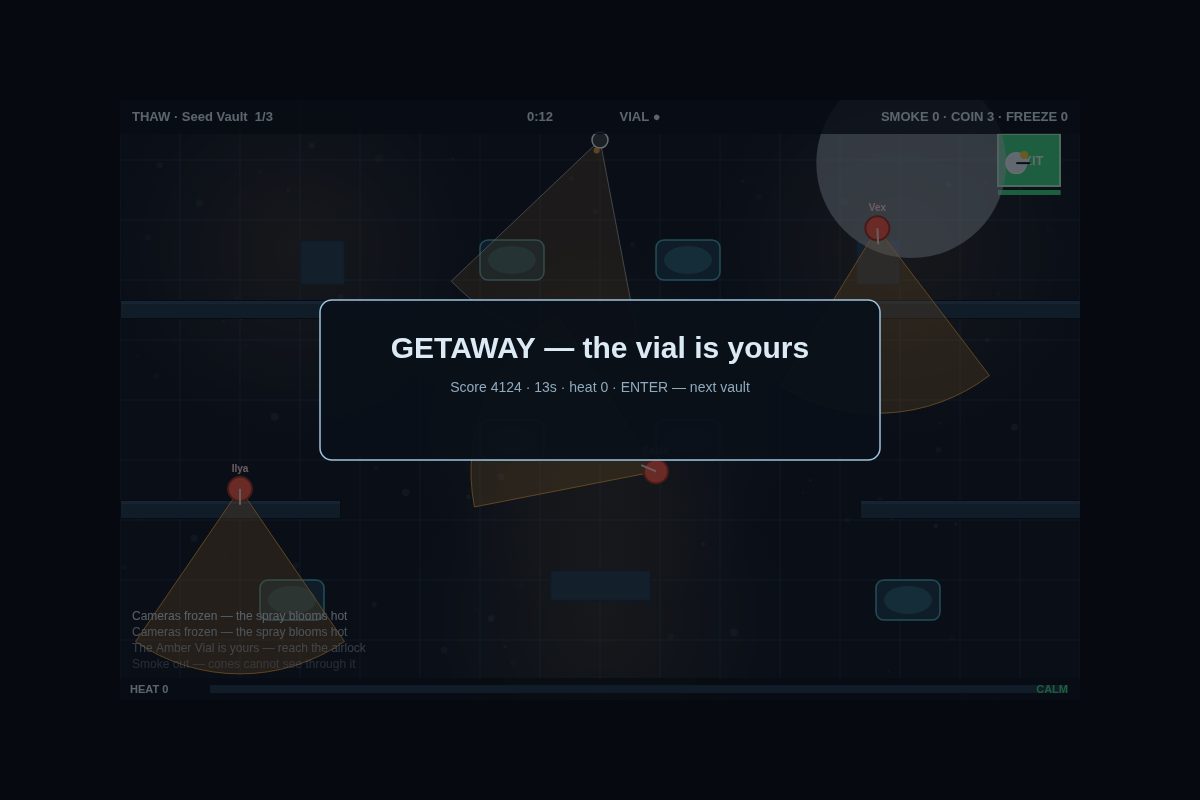 THAW · Seed Vault 1/3 0:12 VIAL ● SMOKE 0 · COIN 3 · FREEZE 0
XIT
Vex
GETAWAY — the vial is yours
Score 4124 · 13s · heat 0 · ENTER — next vault
Ilya
Cameras frozen — the spray blooms hot
Cameras frozen — the spray blooms hot
The Amber Vial is yours — reach the airlock
Smoke out — cones cannot see through it
HEAT 0 CALM